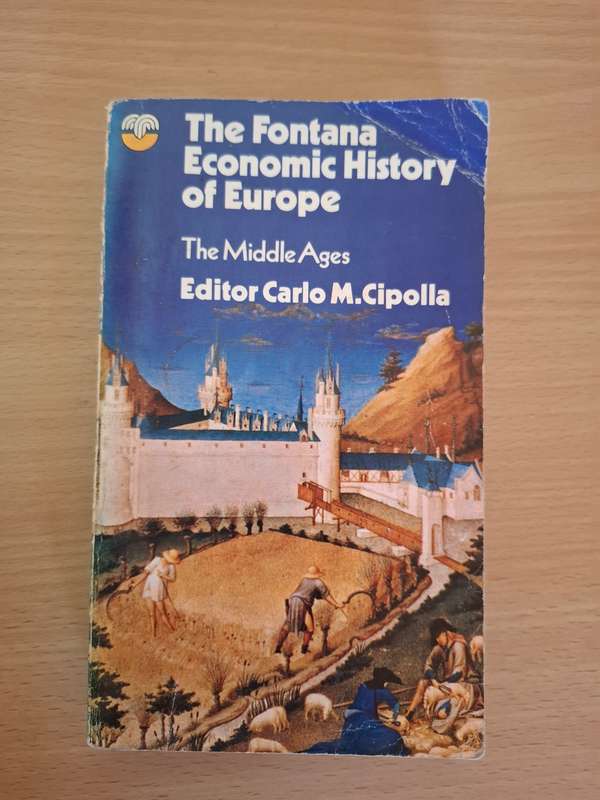 The Fontana
Economic History
of Europe
The Middle Ages
Editor Carlo M.Cipolla